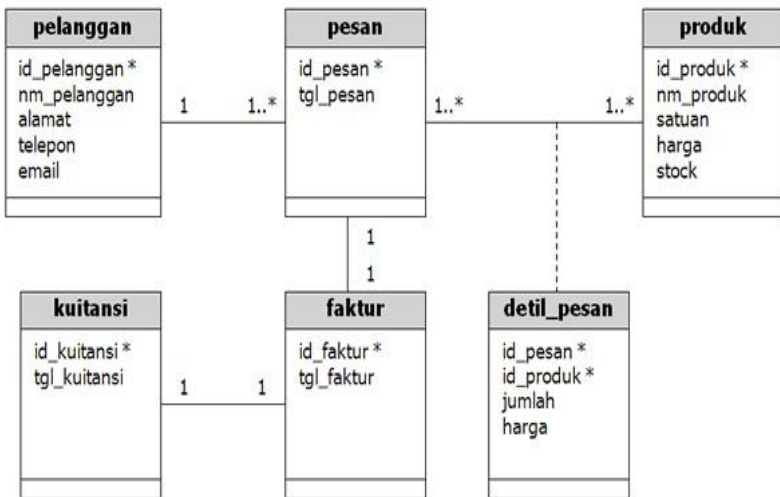 pelanggan
id_pelanggan *
nm_pelanggan
alamat
telepon
email
1
1..*
pesan
id_pesan *
tgl_pesan
1..*
1..*
produk
id_produk *
nm_produk
satuan
harga
stock
1
1
kuitansi
id_kuitansi *
tgl_kuitansi
1
1
faktur
id_faktur *
tgl_faktur
detil_pesan
id_pesan *
id_produk *
jumlah
harga